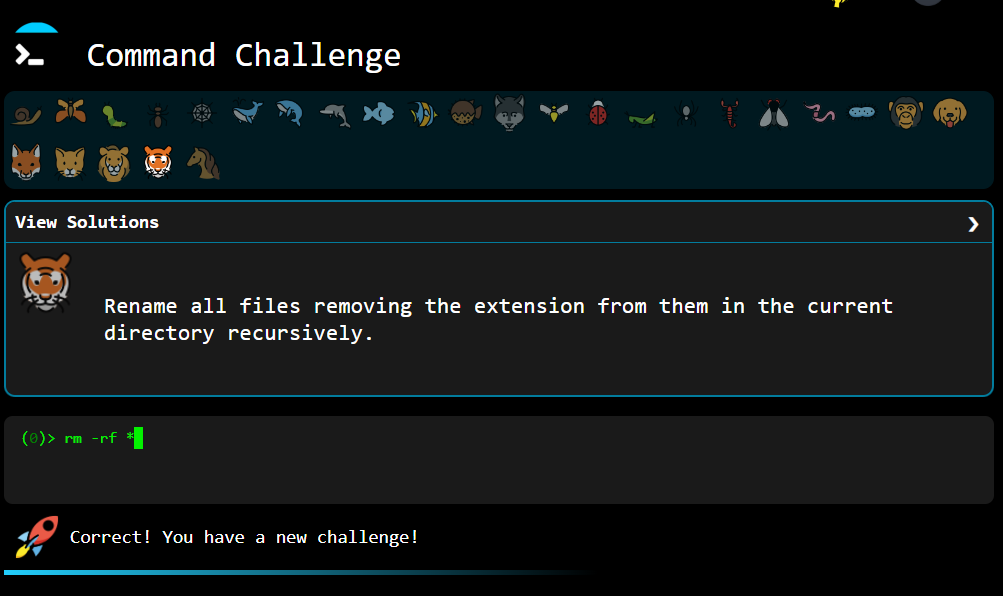 Command Challenge
View Solutions
Rename all files removing the extension from them in the current
directory recursively.
(0)> rm -rf *
Correct! You have a new challenge!